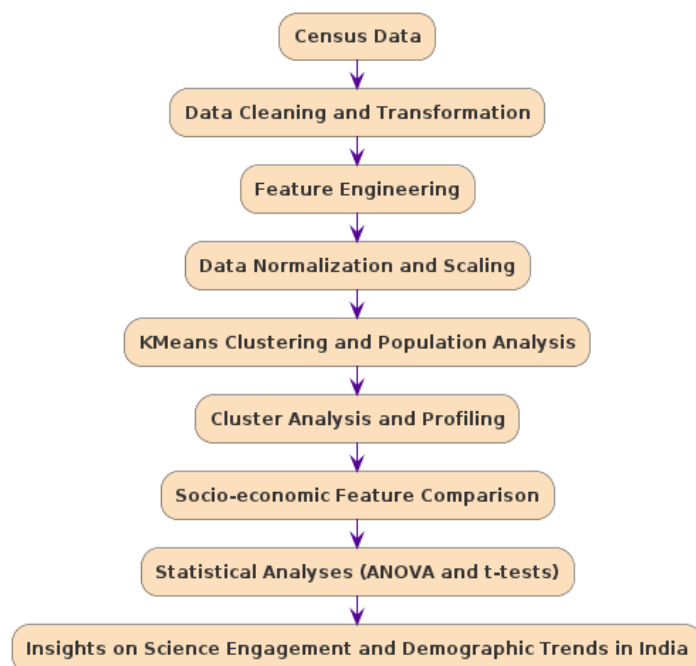 Census Data
Data Cleaning and Transformation
Feature Engineering
Data Normalization and Scaling
KMeans Clustering and Population Analysis
Cluster Analysis and Profiling
Socio-economic Feature Comparison
Statistical Analyses (ANOVA and t-tests)
Insights on Science Engagement and Demographic Trends in India